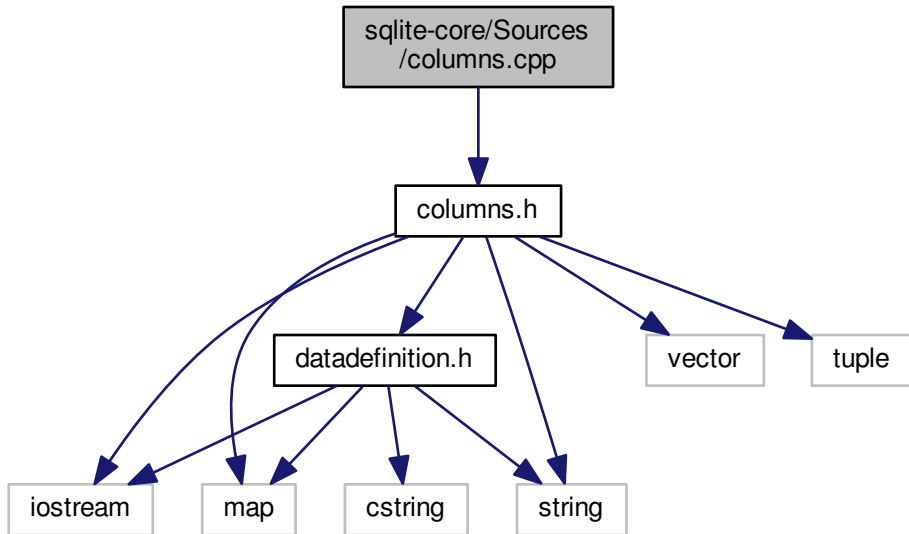 sqlite-core/Sources
/columns.cpp
columns.h
datadefinition.h
vector
tuple
iostream
map
cstring
string